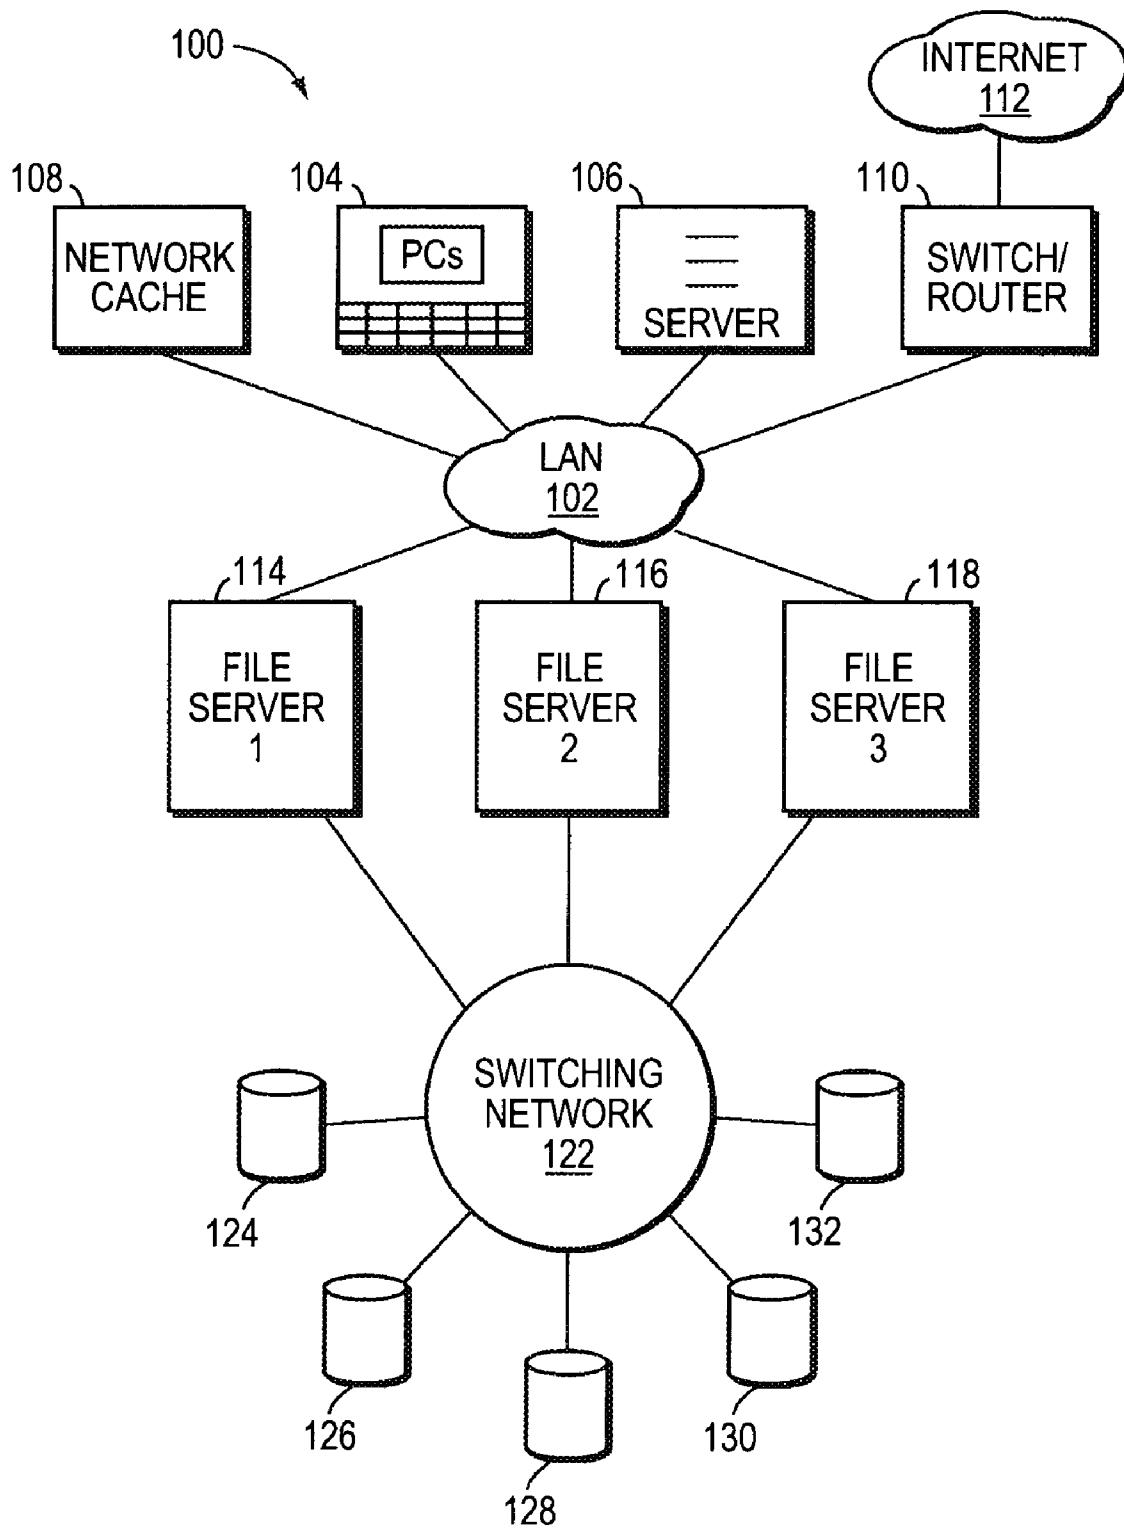 100
INTERNET
112
108
104
106
110
NETWORK
CACHE
PCs
SERVER
SWITCH/
ROUTER
LAN
102
114
116
118
FILE
SERVER
1
FILE
SERVER
2
FILE
SERVER
3
SWITCHING
NETWORK
122
124
132
126
130
128